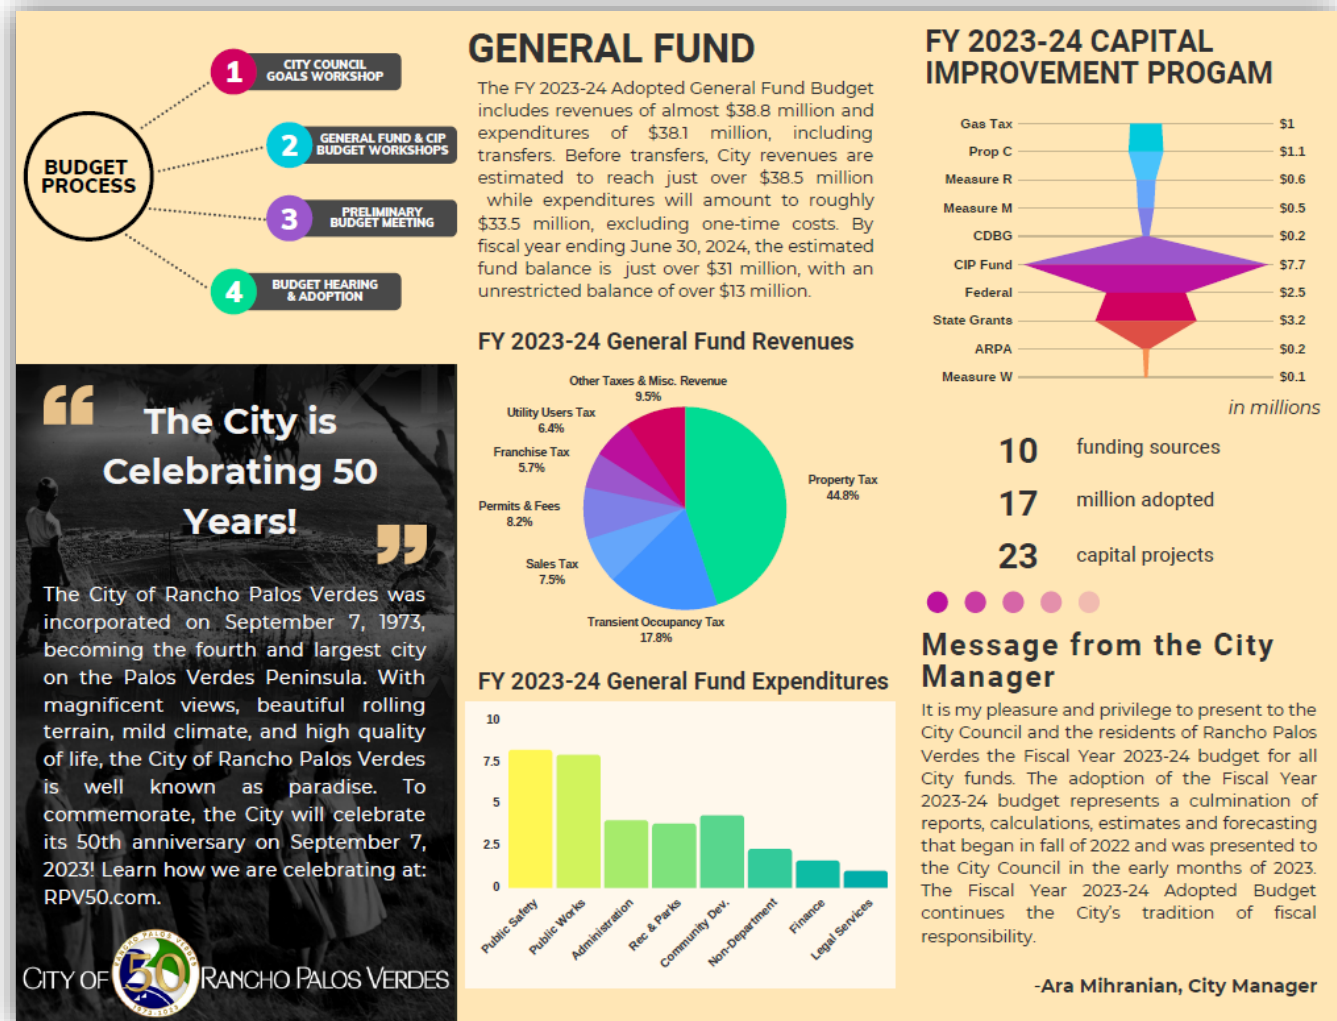 BUDGET
PROCESS
1
CITY COUNCIL
GOALS WORKSHOP
2
GENERAL FUND & CIP
BUDGET WORKSHOPS
3
PRELIMINARY
BUDGET MEETING
4
BUDGET HEARING
& ADOPTION
“
The City is
Celebrating 50
Years!
”
The City of Rancho Palos Verdes was
incorporated on September 7, 1973,
becoming the fourth and largest city
on the Palos Verdes Peninsula. With
magnificent views, beautiful rolling
terrain, mild climate, and high quality
of life, the City of Rancho Palos Verdes
is well known as paradise. To
commemorate, the City will celebrate
its 50th anniversary on September 7,
2023! Learn how we are celebrating at:
RPV50.com.
CITY OF
RANCHO PALOS VERDES
50
1973-2023
RANCHO PALOS VERDES
GENERAL FUND
The FY 2023-24 Adopted General Fund Budget
includes revenues of almost $38.8 million and
expenditures of $38.1 million, including
transfers. Before transfers, City revenues are
estimated to reach just over $38.5 million
while expenditures will amount to roughly
$33.5 million, excluding one-time costs. By
fiscal year ending June 30, 2024, the estimated
fund balance is just over $31 million, with an
unrestricted balance of over $13 million.
FY 2023-24 General Fund Revenues
Other Taxes & Misc. Revenue
9.5%
Utility Users Tax
6.4%
Franchise Tax
5.7%
Permits & Fees
8.2%
Sales Tax
7.5%
Transient Occupancy Tax
17.8%
Property Tax
44.8%
FY 2023-24 General Fund Expenditures
10
7.5
5
2.5
0
Public Safety
Public Works
Administration
Rec & Parks
Community Dev.
Non-Department
Finance
Legal Services
FY 2023-24 CAPITAL
IMPROVEMENT PROGAM
Gas Tax $1
Prop C $1.1
Measure R $0.6
Measure M $0.5
CDBG $0.2
CIP Fund $7.7
Federal $2.5
State Grants $3.2
ARPA $0.2
Measure W $0.1
in millions
10 funding sources
17 million adopted
23 capital projects
Message from the City
Manager
It is my pleasure and privilege to present to the
City Council and the residents of Rancho Palos
Verdes the Fiscal Year 2023-24 budget for all
City funds. The adoption of the Fiscal Year
2023-24 budget represents a culmination of
reports, calculations, estimates and forecasting
that began in fall of 2022 and was presented to
the City Council in the early months of 2023.
The Fiscal Year 2023-24 Adopted Budget
continues the City's tradition of fiscal
responsibility.
-Ara Mihranian, City Manager